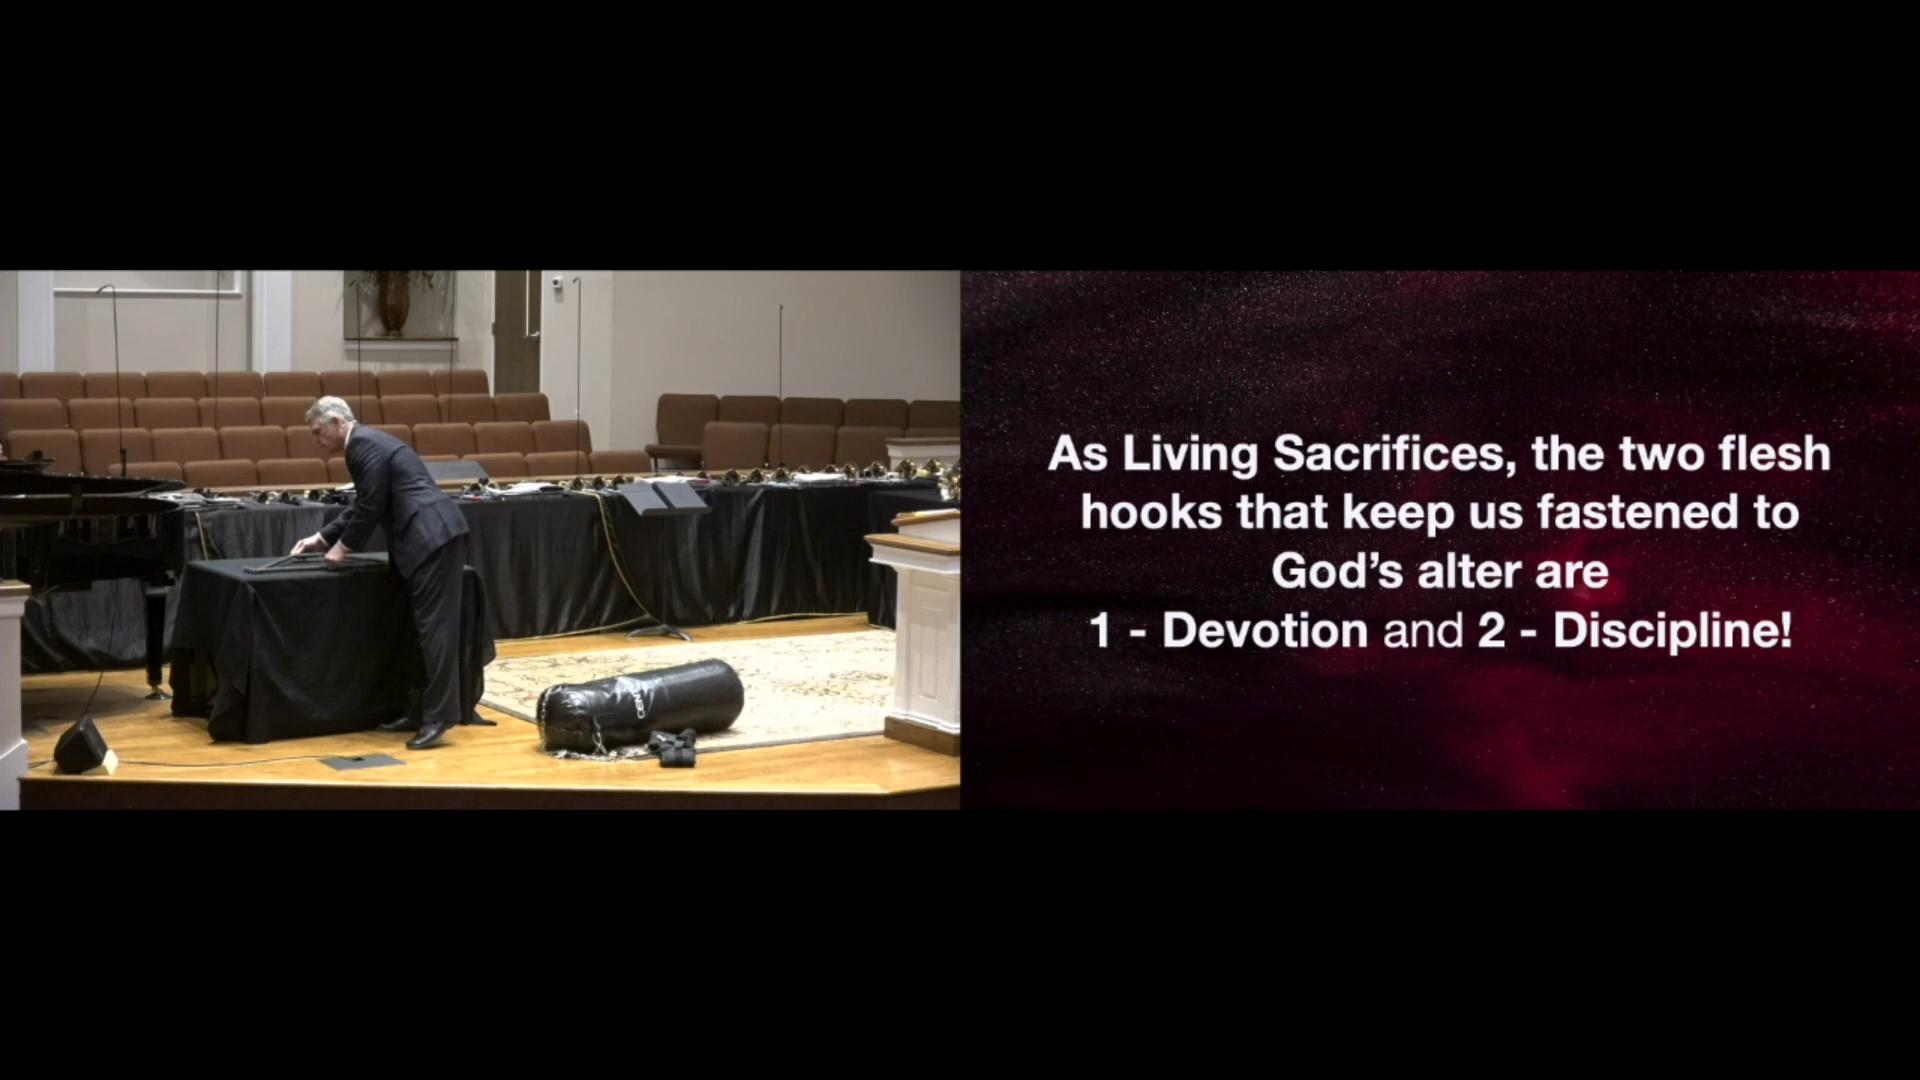 As Living Sacrifices, the two flesh
hooks that keep us fastened to
God’s alter are
1 - Devotion and 2 - Discipline!